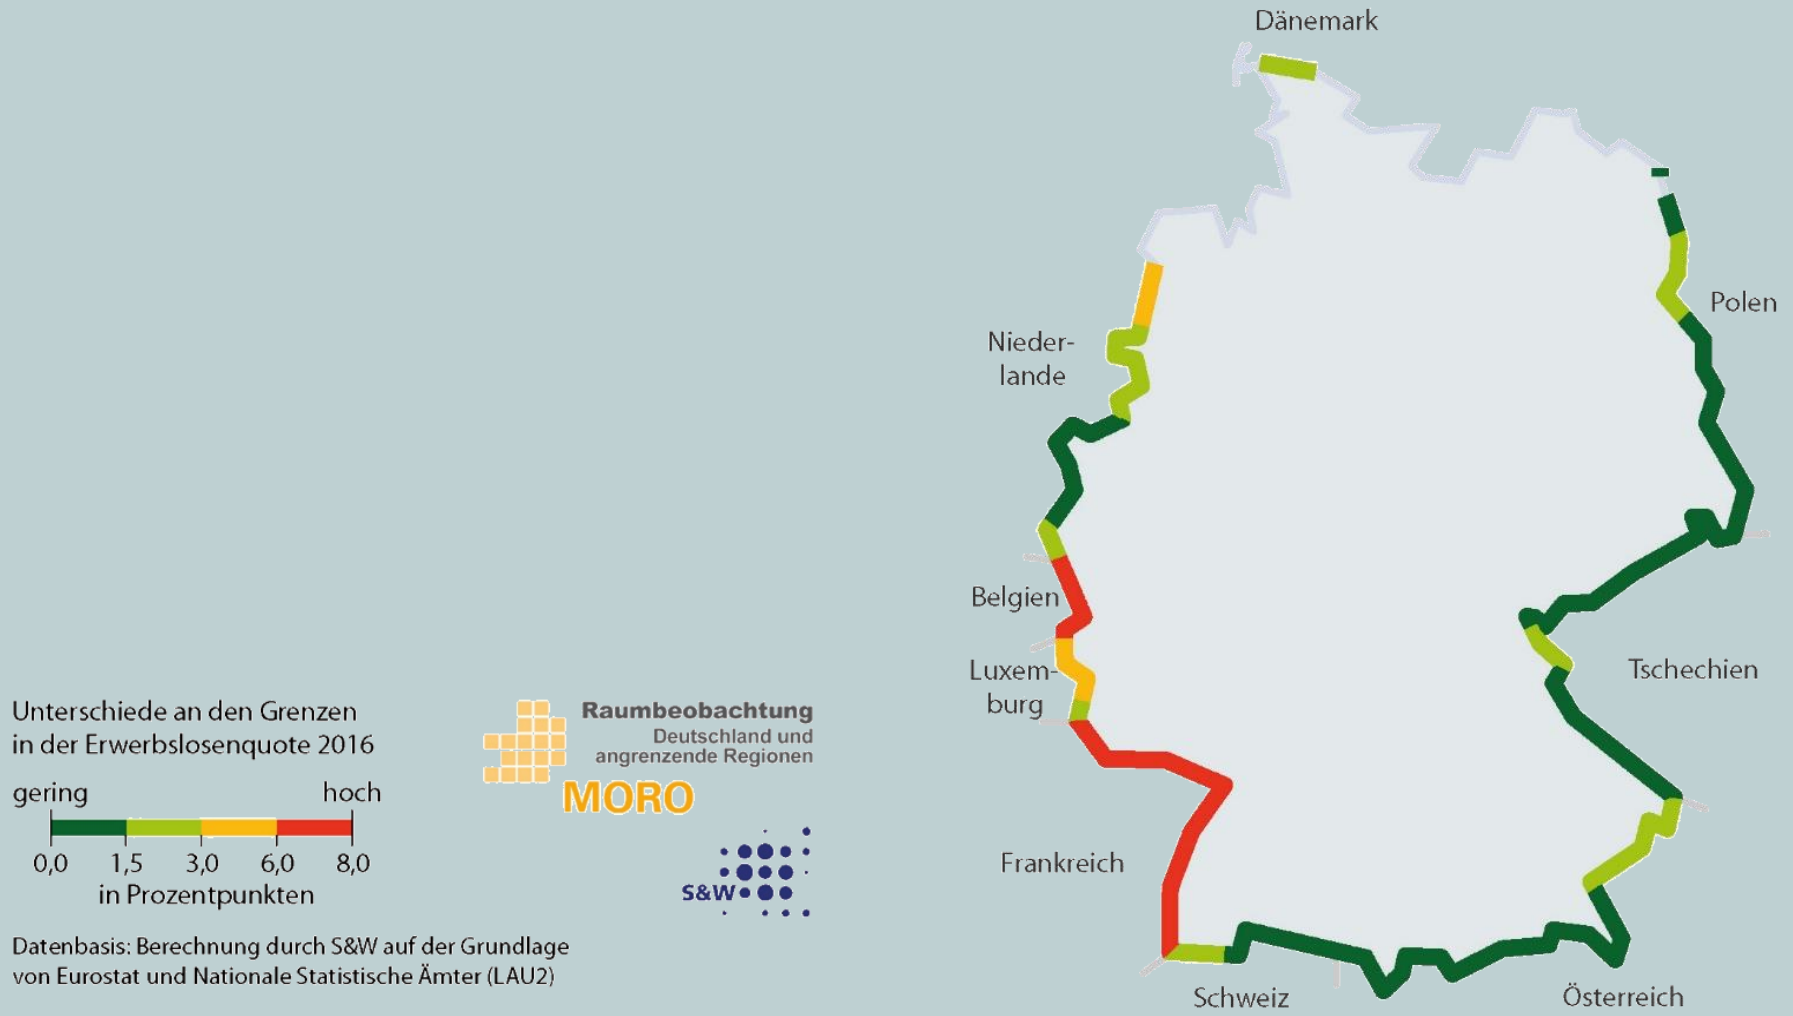 Dänemark
Polen
Nieder-
lande
Belgien
Luxem-
burg
Tschechien
Frankreich
Schweiz
Österreich
Unterschiede an den Grenzen
in der Erwerbslosenquote 2016
gering hoch
0,0 1,5 3,0 6,0 8,0
in Prozentpunkten
Raumbeobachtung
Deutschland und
angrenzende Regionen
MORO
S&W
Datenbasis: Berechnung durch S&W auf der Grundlage
von Eurostat und Nationale Statistische Ämter (LAU2)